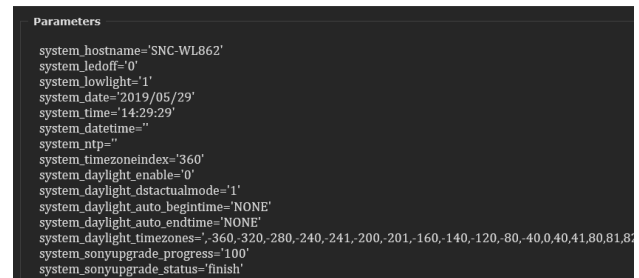 Parameters
system_hostname='SNC-WL862'
system_ledoff='0'
system_lowlight='1'
system_date='2019/05/29'
system_time='14:29:29'
system_datetime=''
system_ntp=''
system_timezoneindex='360'
system_daylight_enable='0'
system_daylight_dstactualmode='1'
system_daylight_auto_begintime='NONE'
system_daylight_auto_endtime='NONE'
system_daylight_timezones=',-360,-320,-280,-240,-241,-200,-201,-160,-140,-120,-80,-40,0,40,41,80,81,82
system_sonyupgrade_progress='100'
system_sonyupgrade_status='finish'